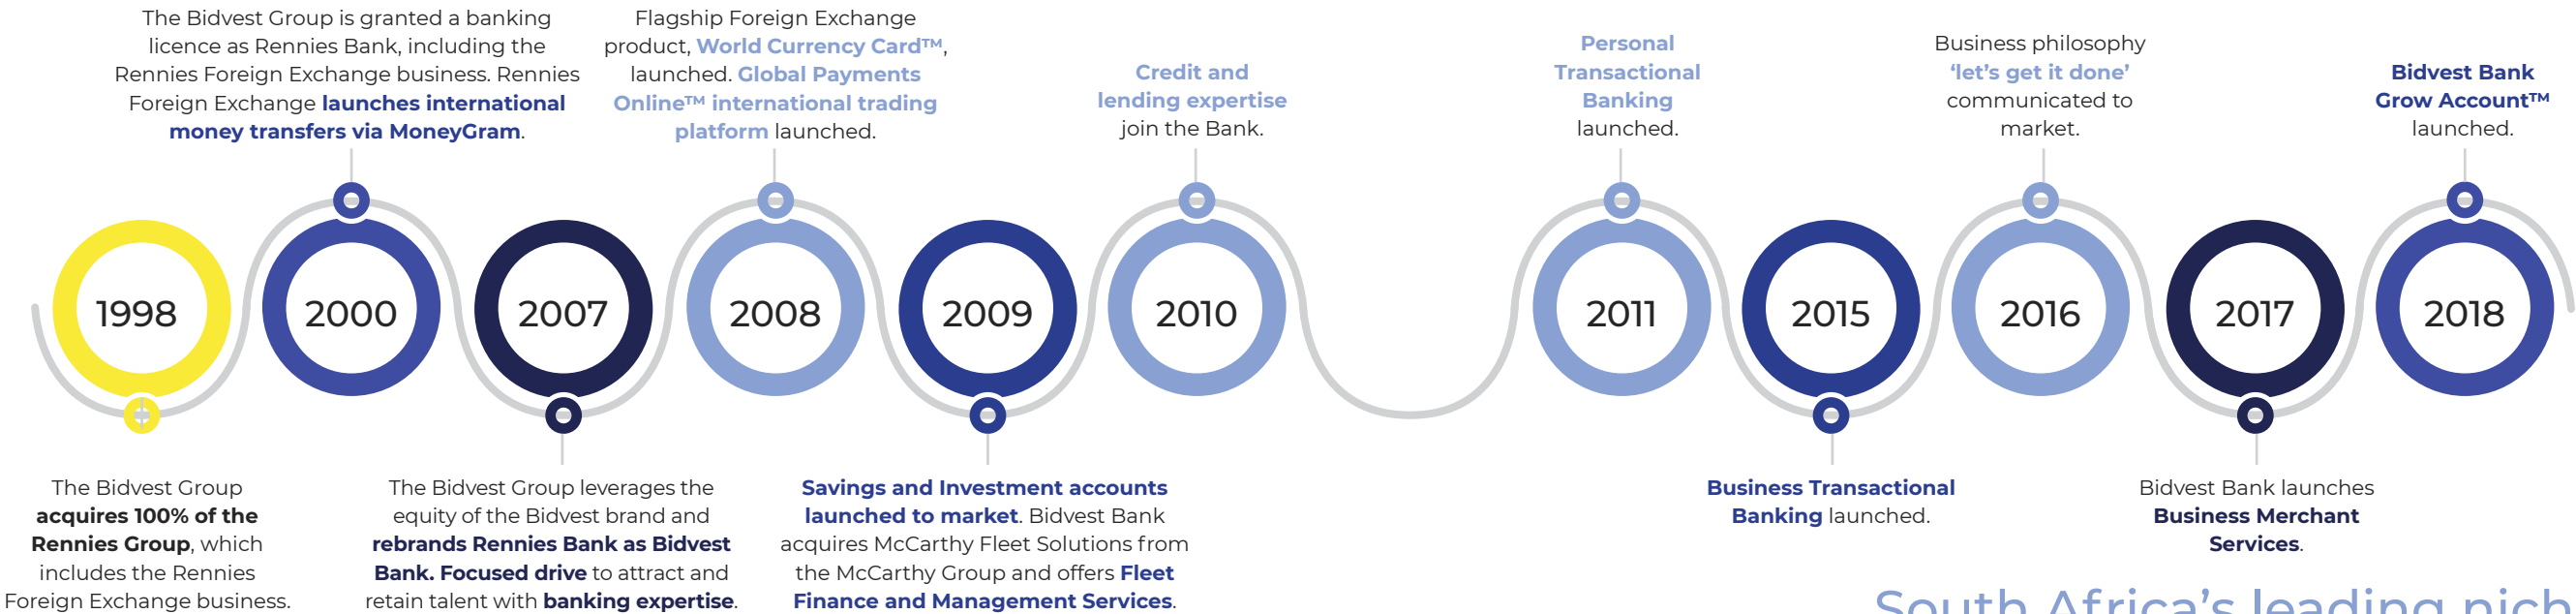 The Bidvest Group is granted a banking
licence as Rennies Bank, including the
Rennies Foreign Exchange business. Rennies
Foreign Exchange launches international
money transfers via MoneyGram.
Flagship Foreign Exchange
product, World Currency Card™,
launched. Global Payments
Online™ international trading
platform launched.
Credit and
lending expertise
join the Bank.
Personal
Transactional
Banking
launched.
Business philosophy
‘let’s get it done’
communicated to
market.
Bidvest Bank
Grow Account™
launched.
1998
2000
2007
2008
2009
2010
2011
2015
2016
2017
2018
The Bidvest Group
acquires 100% of the
Rennies Group, which
includes the Rennies
Foreign Exchange business.
The Bidvest Group leverages the
equity of the Bidvest brand and
rebrands Rennies Bank as Bidvest
Bank. Focused drive to attract and
retain talent with banking expertise.
Savings and Investment accounts
launched to market. Bidvest Bank
acquires McCarthy Fleet Solutions from
the McCarthy Group and offers Fleet
Finance and Management Services.
Business Transactional
Banking launched.
Bidvest Bank launches
Business Merchant
Services.
South Africa’s leading